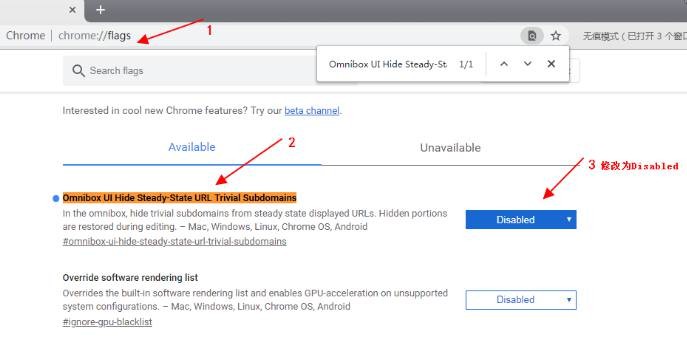 1
Chrome | chrome://flags
无痕模式 (已打开 3 个窗口
Omnibox UI Hide Steady-St 1/1
Search flags
Interested in cool new Chrome features? Try our beta channel.
2
Available
Unavailable
3 修改为Disabled
Omnibox UI Hide Steady-State URL Trivial Subdomains
In the omnibox, hide trivial subdomains from steady state displayed URLs. Hidden portions
are restored during editing. – Mac, Windows, Linux, Chrome OS, Android
#omnibox-ui-hide-steady-state-url-trivial-subdomains
Disabled
Override software rendering list
Overrides the built-in software rendering list and enables GPU-acceleration on unsupported
system configurations. – Mac, Windows, Linux, Chrome OS, Android
#ignore-gpu-blacklist
Disabled